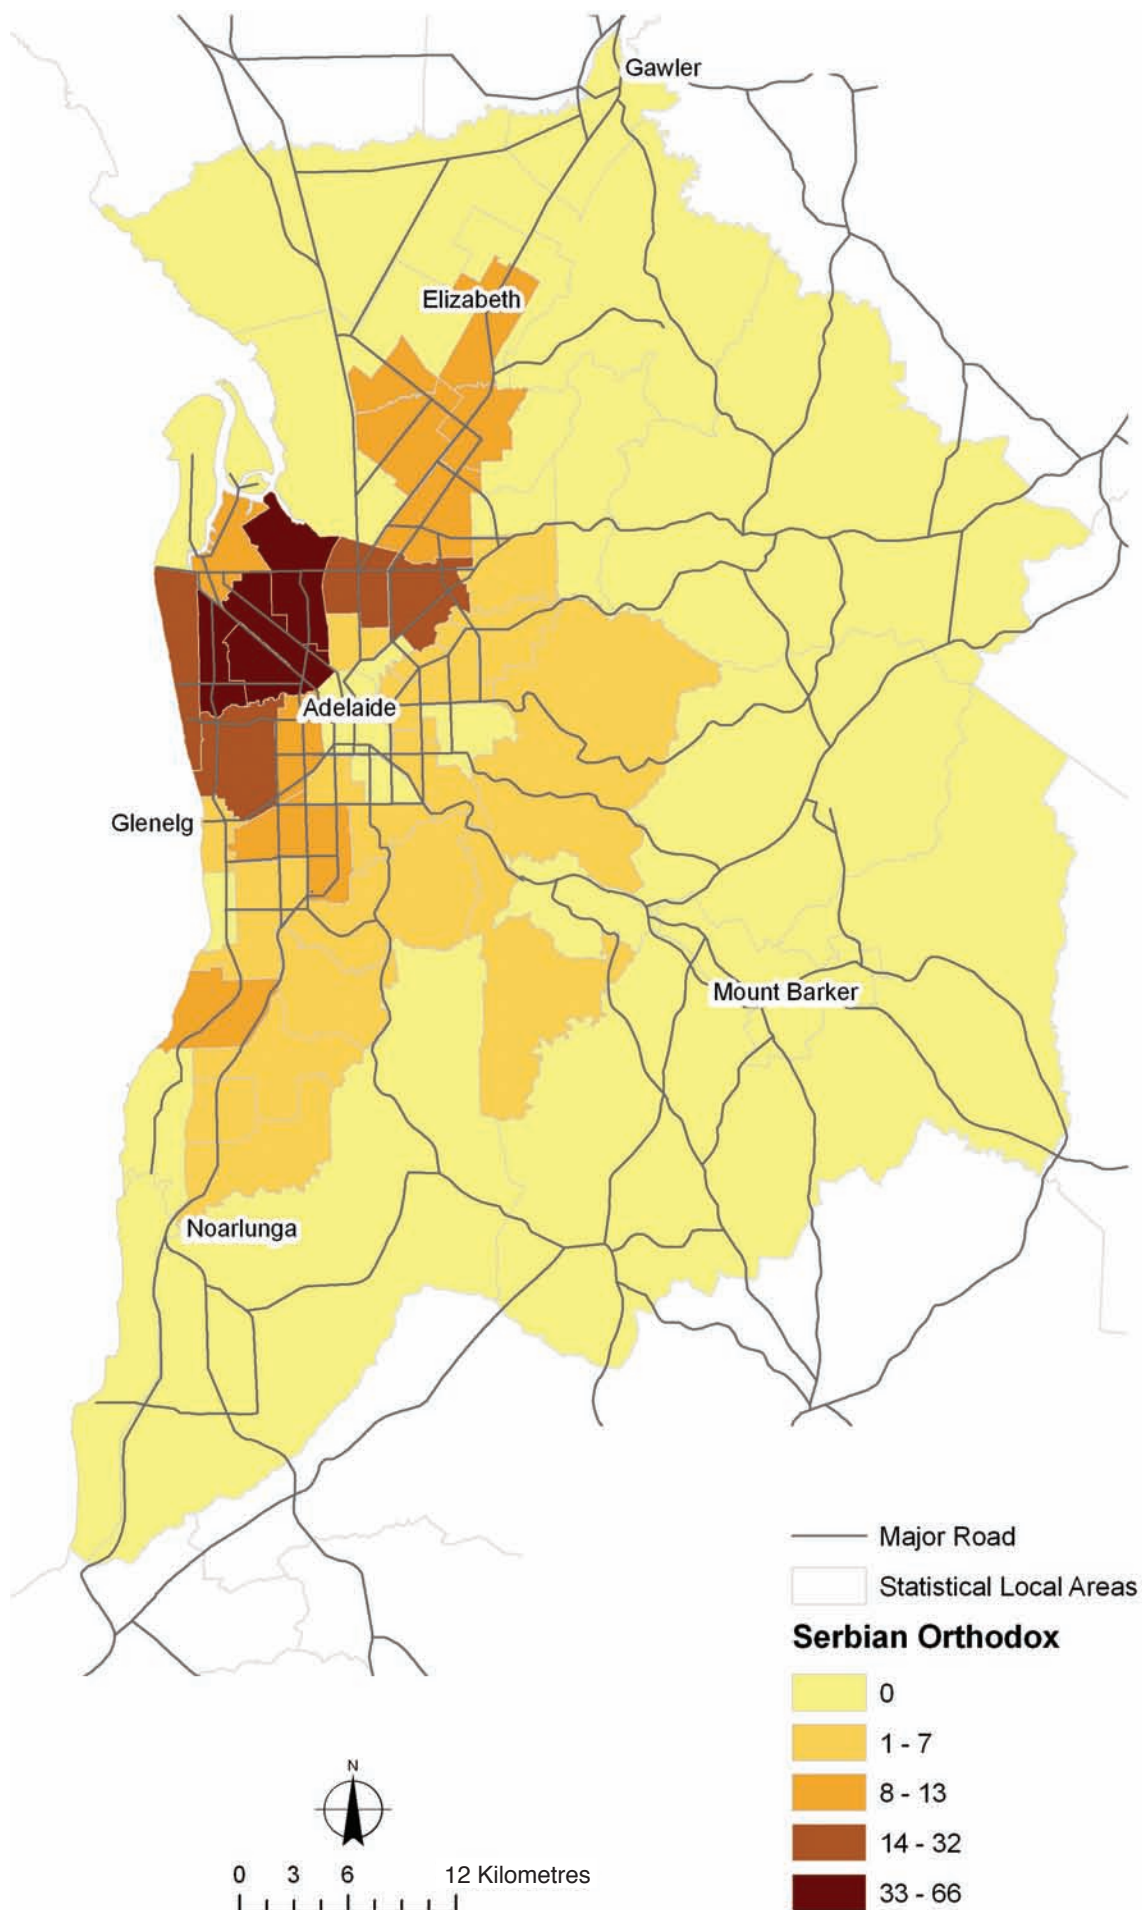 Gawler
Elizabeth
Adelaide
Glenelg
Mount Barker
Noarlunga
Major Road
Statistical Local Areas
Serbian Orthodox
0
1 - 7
8 - 13
14 - 32
33 - 66
N
0 3 6 12 Kilometres